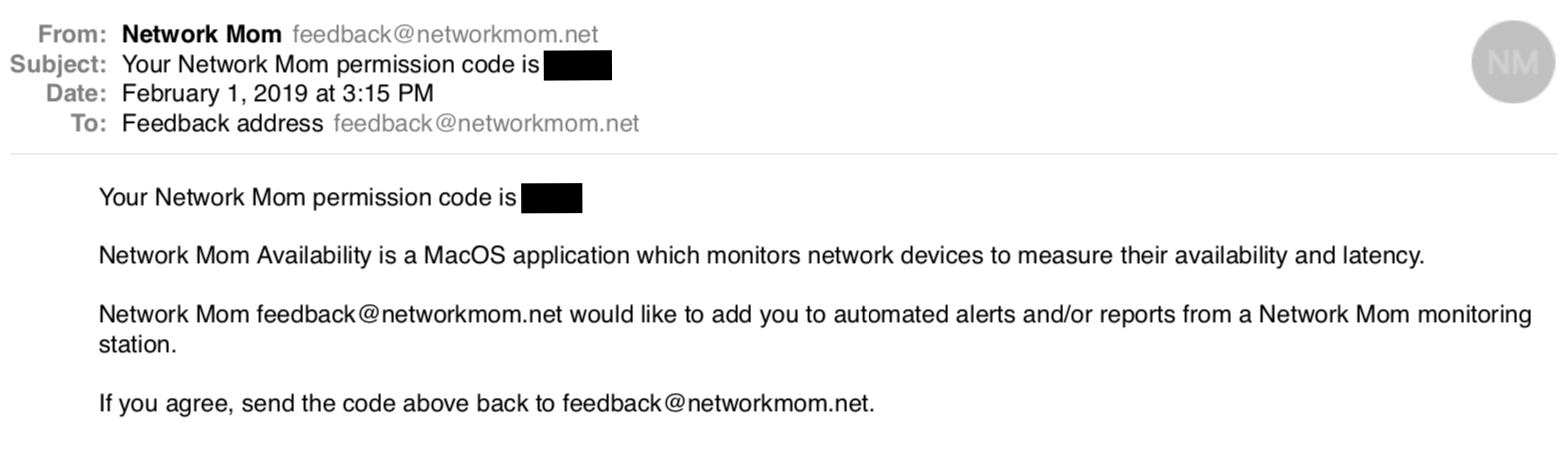 From: Network Mom feedback@networkmom.net
NM
Subject: Your Network Mom permission code is
Date: February 1, 2019 at 3:15 PM
To: Feedback address feedback@networkmom.net
Your Network Mom permission code is
Network Mom Availability is a MacOS application which monitors network devices to measure their availability and latency.
Network Mom feedback@networkmom.net would like to add you to automated alerts and/or reports from a Network Mom monitoring
station.
If you agree, send the code above back to feedback@networkmom.net.